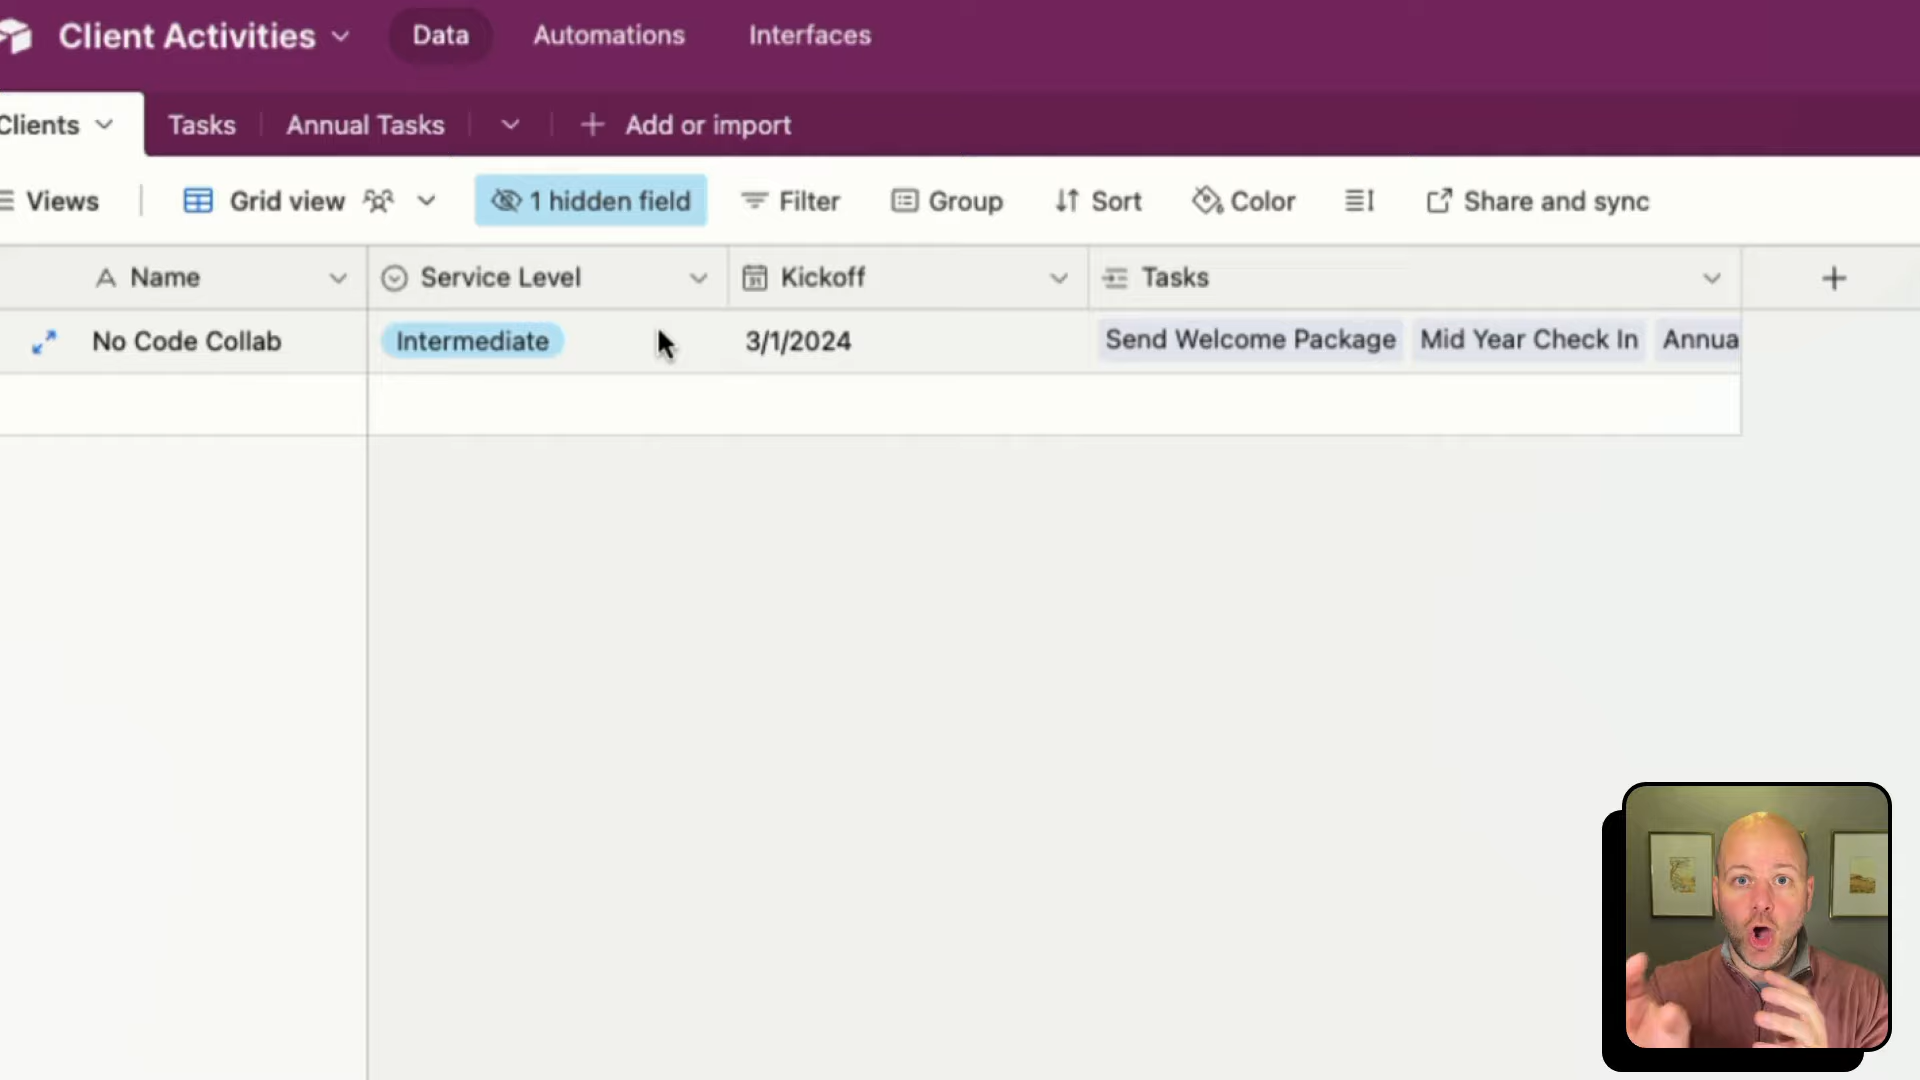 Client Activities Data Automations Interfaces
Clients Tasks Annual Tasks Add or import
Views Grid view 1 hidden field Filter Group Sort Color Share and sync
Name Service Level Kickoff Tasks
No Code Collab Intermediate 3/1/2024 Send Welcome Package Mid Year Check In Annua